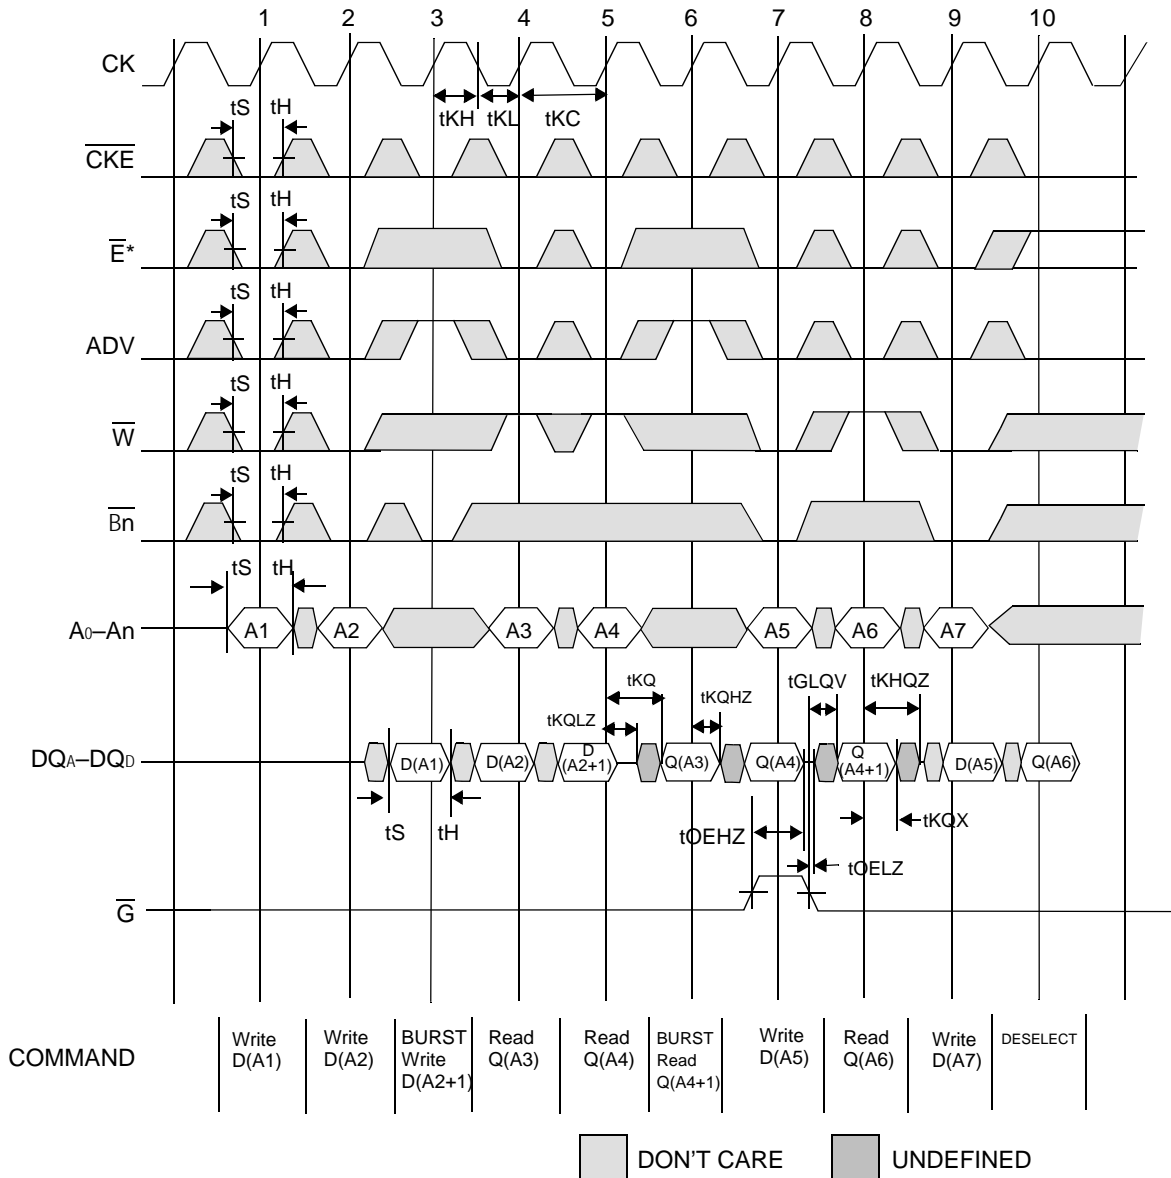 1 2 3 4 5 6 7 8 9 10
CK
tKH tKL tKC
tS tH
CKE
tS tH
E*
tS tH
ADV
tS tH
W
tS tH
Bn
tS tH
A0–An A1 A2 A3 A4 A5 A6 A7
tKQ tGLQV tKHQZ
tKQHZ
tKQLZ
DQA–DQD D(A1) D(A2) D (A2+1) Q(A3) Q(A4) Q (A4+1) D(A5) Q(A6)
tS tH tOEHZ tKQX
tOELZ
G
COMMAND
Write D(A1)
Write D(A2)
BURST Write D(A2+1)
Read Q(A3)
Read Q(A4)
BURST Read Q(A4+1)
Write D(A5)
Read Q(A6)
Write D(A7)
DESELECT
DON'T CARE UNDEFINED